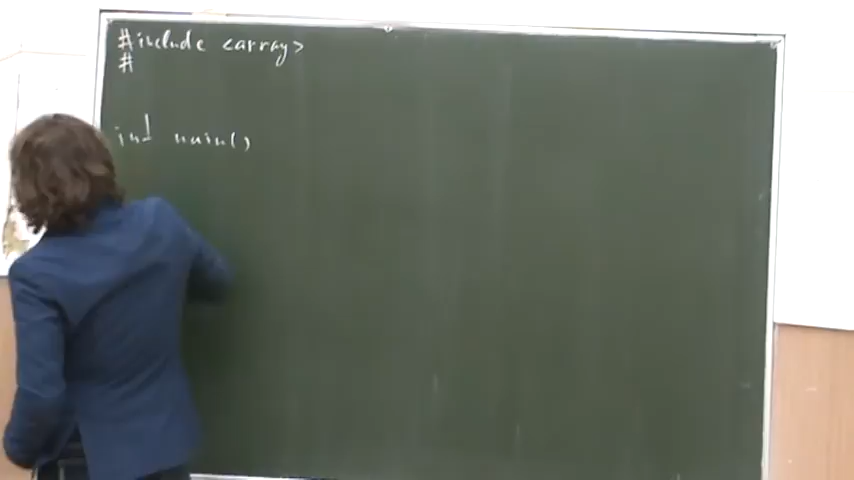 #include <array>
#
int main()